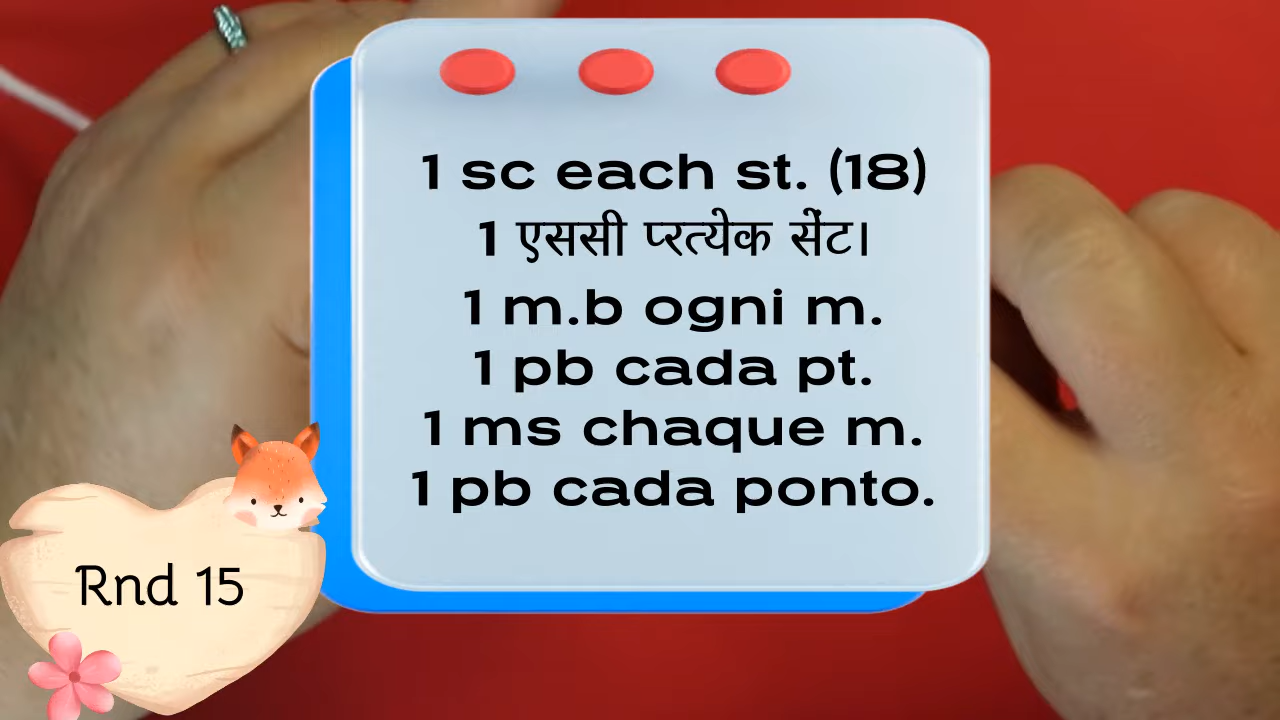 1 sc each st. (18)
1 एससी प्रत्येक सेंट।
1 m.b ogni m.
1 pb cada pt.
1 ms chaque m.
1 pb cada ponto.
Rnd 15